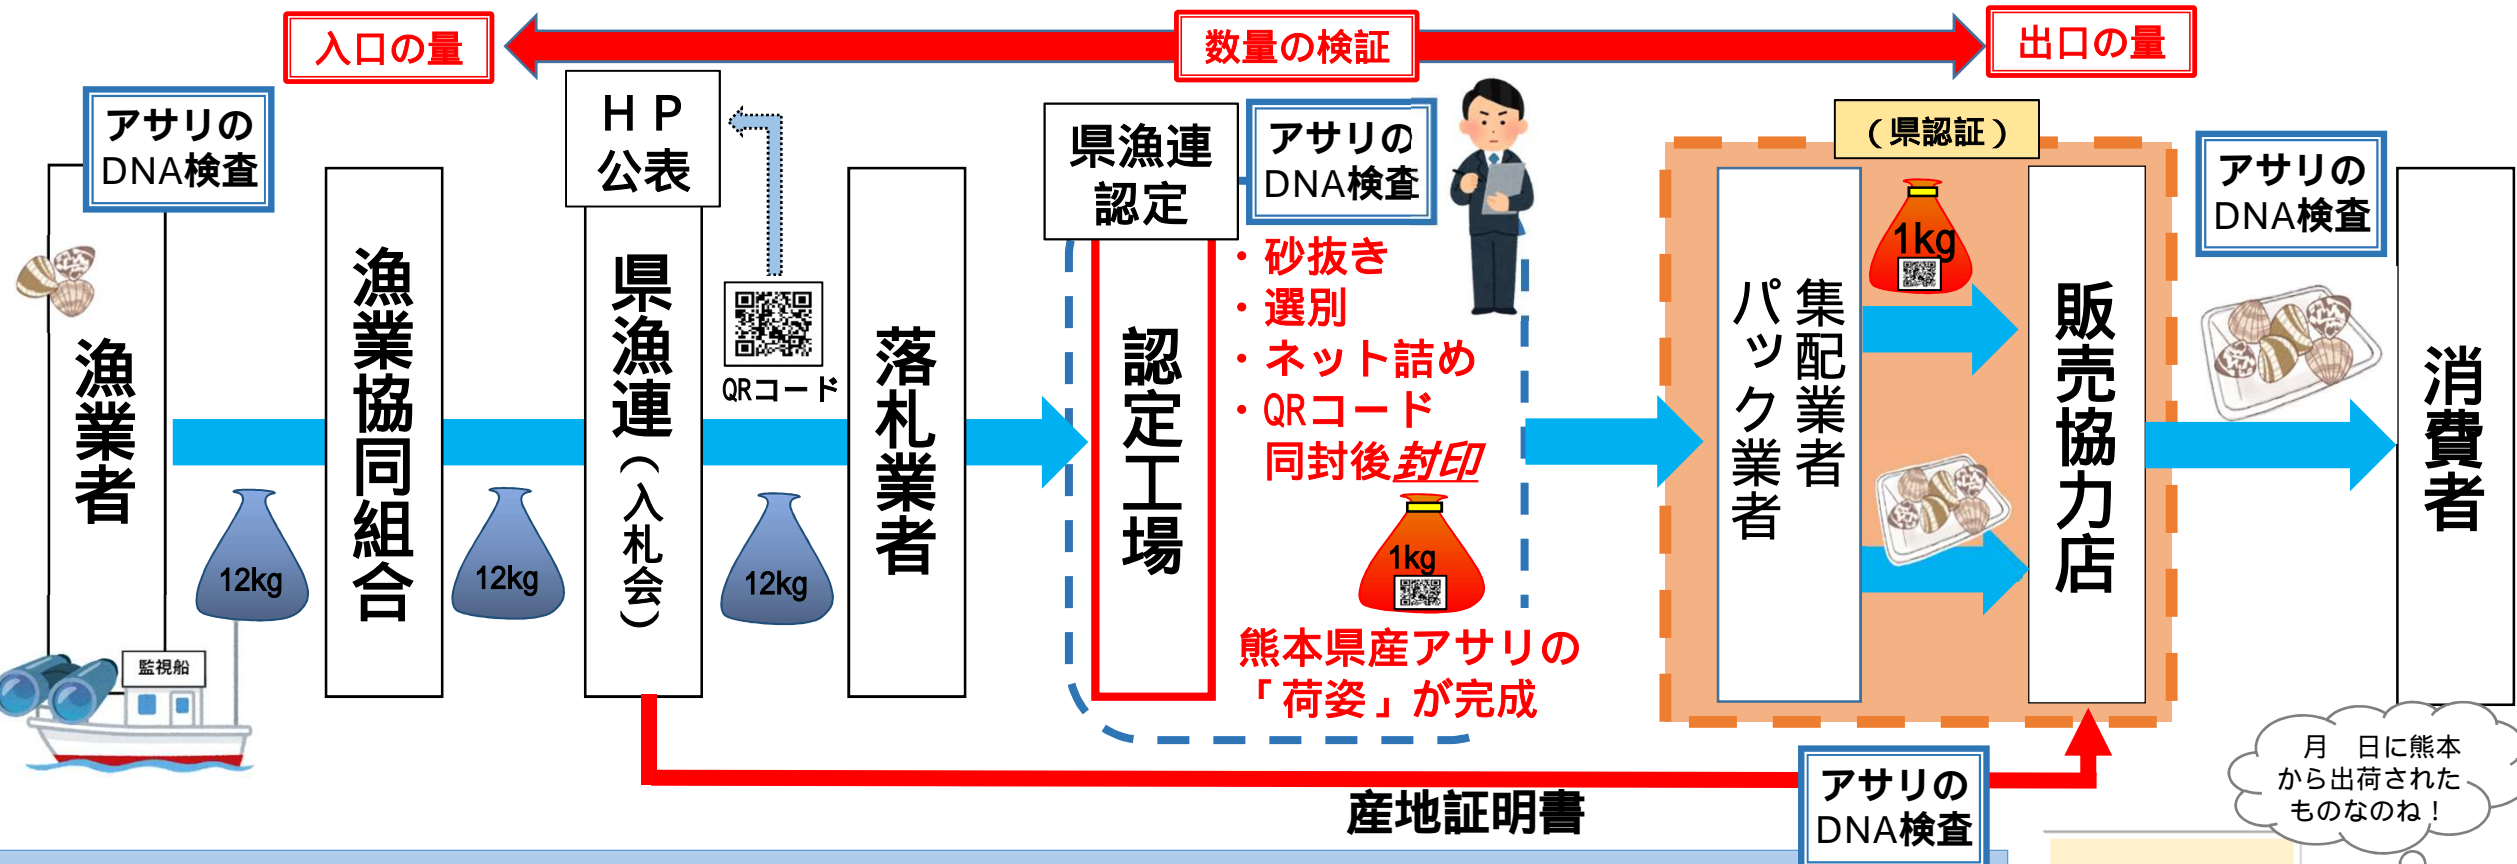 入口の量
数量の検証
出口の量
アサリの
DNA検査
漁業者
監視船
12kg
漁業協同組合
12kg
HP
公表
県漁連（入札会）
QRコード
12kg
落札業者
県漁連
認定
認定工場
アサリの
DNA検査
・砂抜き
・選別
・ネット詰め
・QRコード
同封後封印
1kg
熊本県産アサリの
「荷姿」が完成
（県認証）
集配業者
パック業者
1kg
販売協力店
アサリの
DNA検査
消費者
産地証明書
アサリの
DNA検査
月　日に熊本
から出荷された
ものなのね！